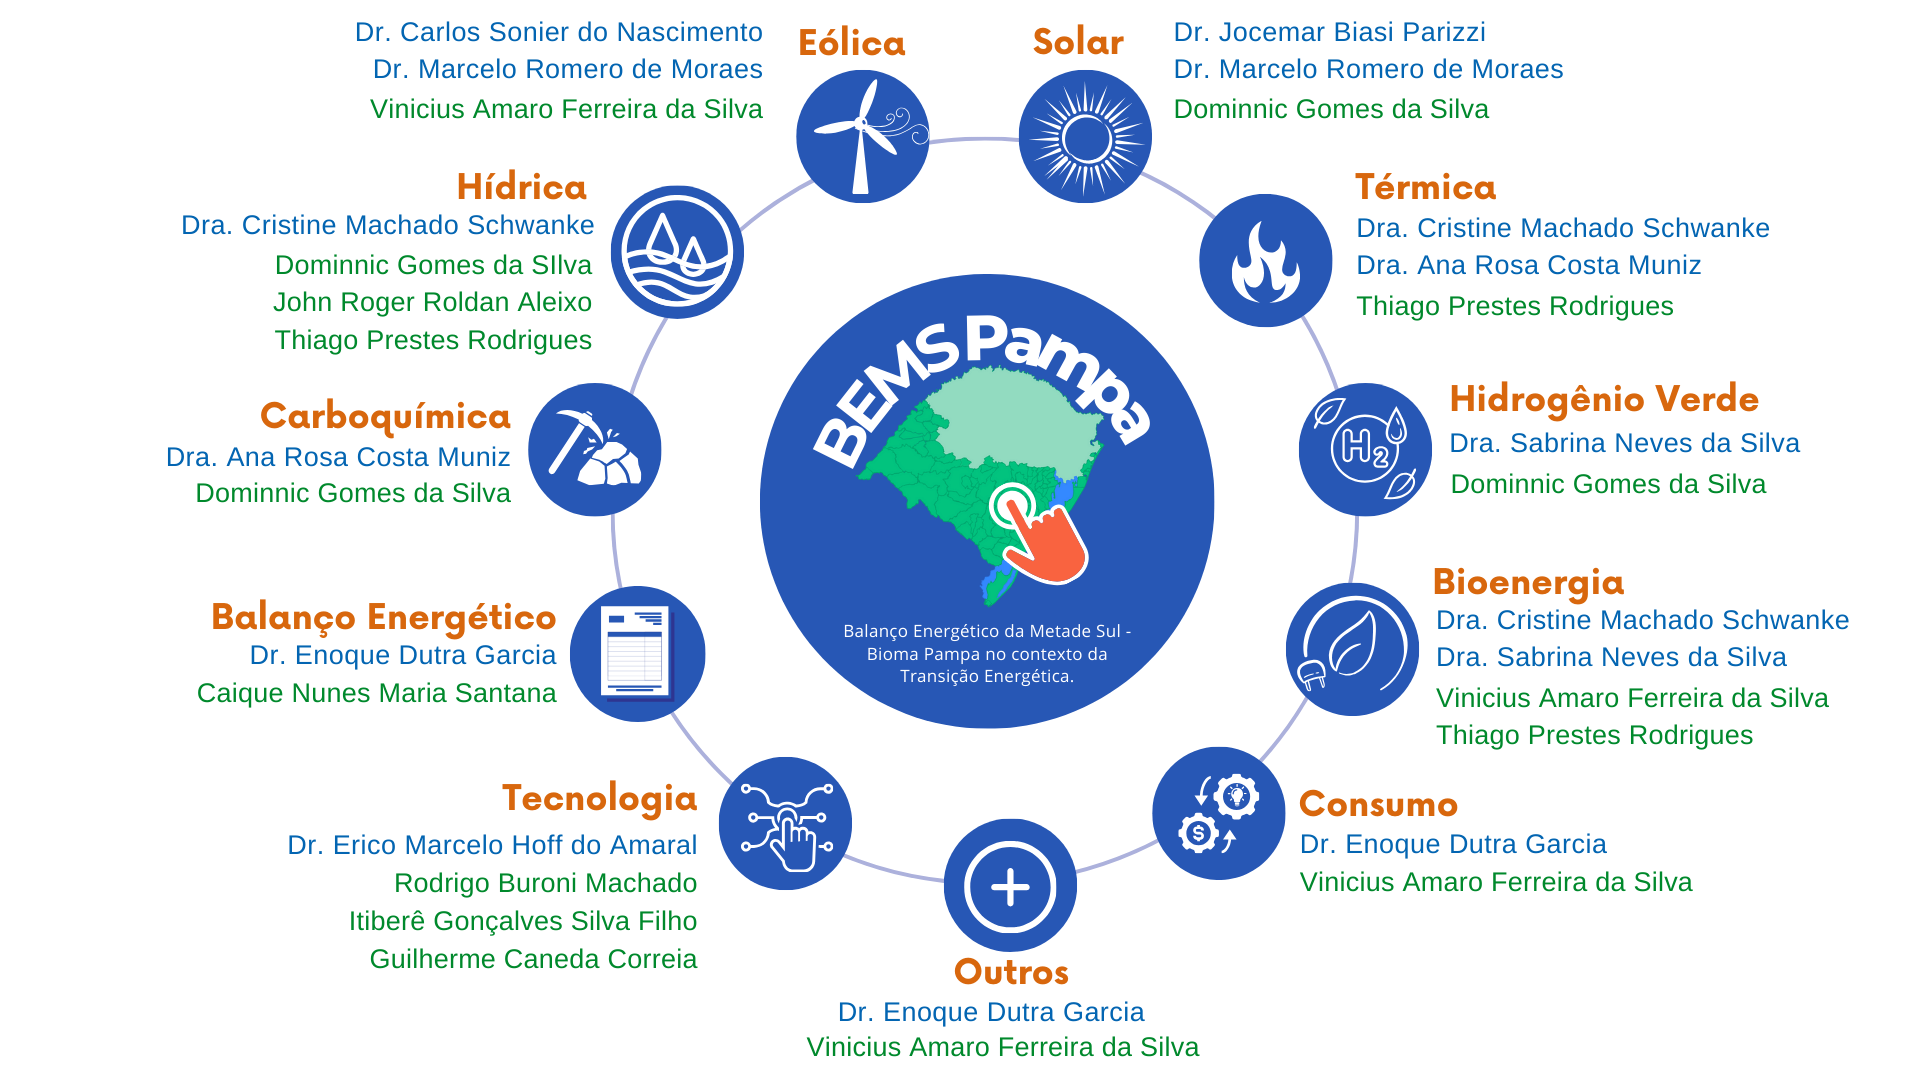 Dr. Carlos Sonier do Nascimento
Dr. Marcelo Romero de Moraes
Vinicius Amaro Ferreira da Silva
Eólica
Solar
Dr. Jocemar Biasi Parizzi
Dr. Marcelo Romero de Moraes
Dominnic Gomes da Silva
Hídrica
Dra. Cristine Machado Schwanke
Dominnic Gomes da SIlva
John Roger Roldan Aleixo
Thiago Prestes Rodrigues
Térmica
Dra. Cristine Machado Schwanke
Dra. Ana Rosa Costa Muniz
Thiago Prestes Rodrigues
Carboquímica
Dra. Ana Rosa Costa Muniz
Dominnic Gomes da Silva
BEMS Pampa
Balanço Energético da Metade Sul -
Bioma Pampa no contexto da
Transição Energética.
H2
Hidrogênio Verde
Dra. Sabrina Neves da Silva
Dominnic Gomes da Silva
Balanço Energético
Dr. Enoque Dutra Garcia
Caique Nunes Maria Santana
Bioenergia
Dra. Cristine Machado Schwanke
Dra. Sabrina Neves da Silva
Vinicius Amaro Ferreira da Silva
Thiago Prestes Rodrigues
Tecnologia
Dr. Erico Marcelo Hoff do Amaral
Rodrigo Buroni Machado
Itiberê Gonçalves Silva Filho
Guilherme Caneda Correia
$
Consumo
Dr. Enoque Dutra Garcia
Vinicius Amaro Ferreira da Silva
Outros
Dr. Enoque Dutra Garcia
Vinicius Amaro Ferreira da Silva